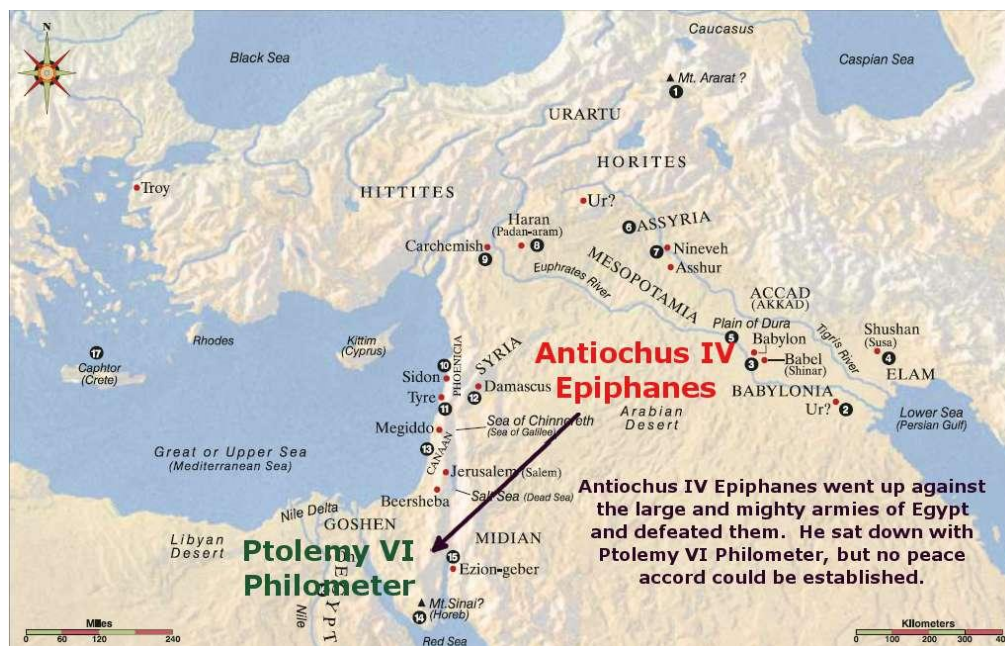 N
Black Sea
Caucasus
Caspian Sea
Mt. Ararat ?
1
URARTU
HORITES
HITTITES
Troy
Ur?
Haran
(Padan-aram)
8
6 ASSYRIA
Carchemish
9
7 Nineveh
Asshur
MESOPOTAMIA
Euphrates River
ACCAD
(AKKAD)
Plain of Dura
5
Babylon
3
Babel
(Shinar)
Tigris River
Shushan
(Susa)
4
ELAM
BABYLONIA
Ur? 2
Lower Sea
(Persian Gulf)
17
Caphtor
(Crete)
Rhodes
Kittim
(Cyprus)
PHOENICIA
SYRIA
10
Sidon
Damascus
12
Tyre
11
Antiochus IV
Epiphanes
Arabian
Desert
Megiddo
Sea of Chinnereth
(Sea of Galilee)
13
CANAAN
Great or Upper Sea
(Mediterranean Sea)
Jerusalem (Salem)
Beersheba
Salt Sea (Dead Sea)
Nile Delta
GOSHEN
Libyan
Desert
Ptolemy VI
Philometer
EGYPT
Nile
MIDIAN
15
Ezion-geber
Mt.Sinai?
(Horeb)
14
Red Sea
Antiochus IV Epiphanes went up against
the large and mighty armies of Egypt
and defeated them. He sat down with
Ptolemy VI Philometer, but no peace
accord could be established.
Miles
0 60 120 240
Kilometers
0 100 200 300 40